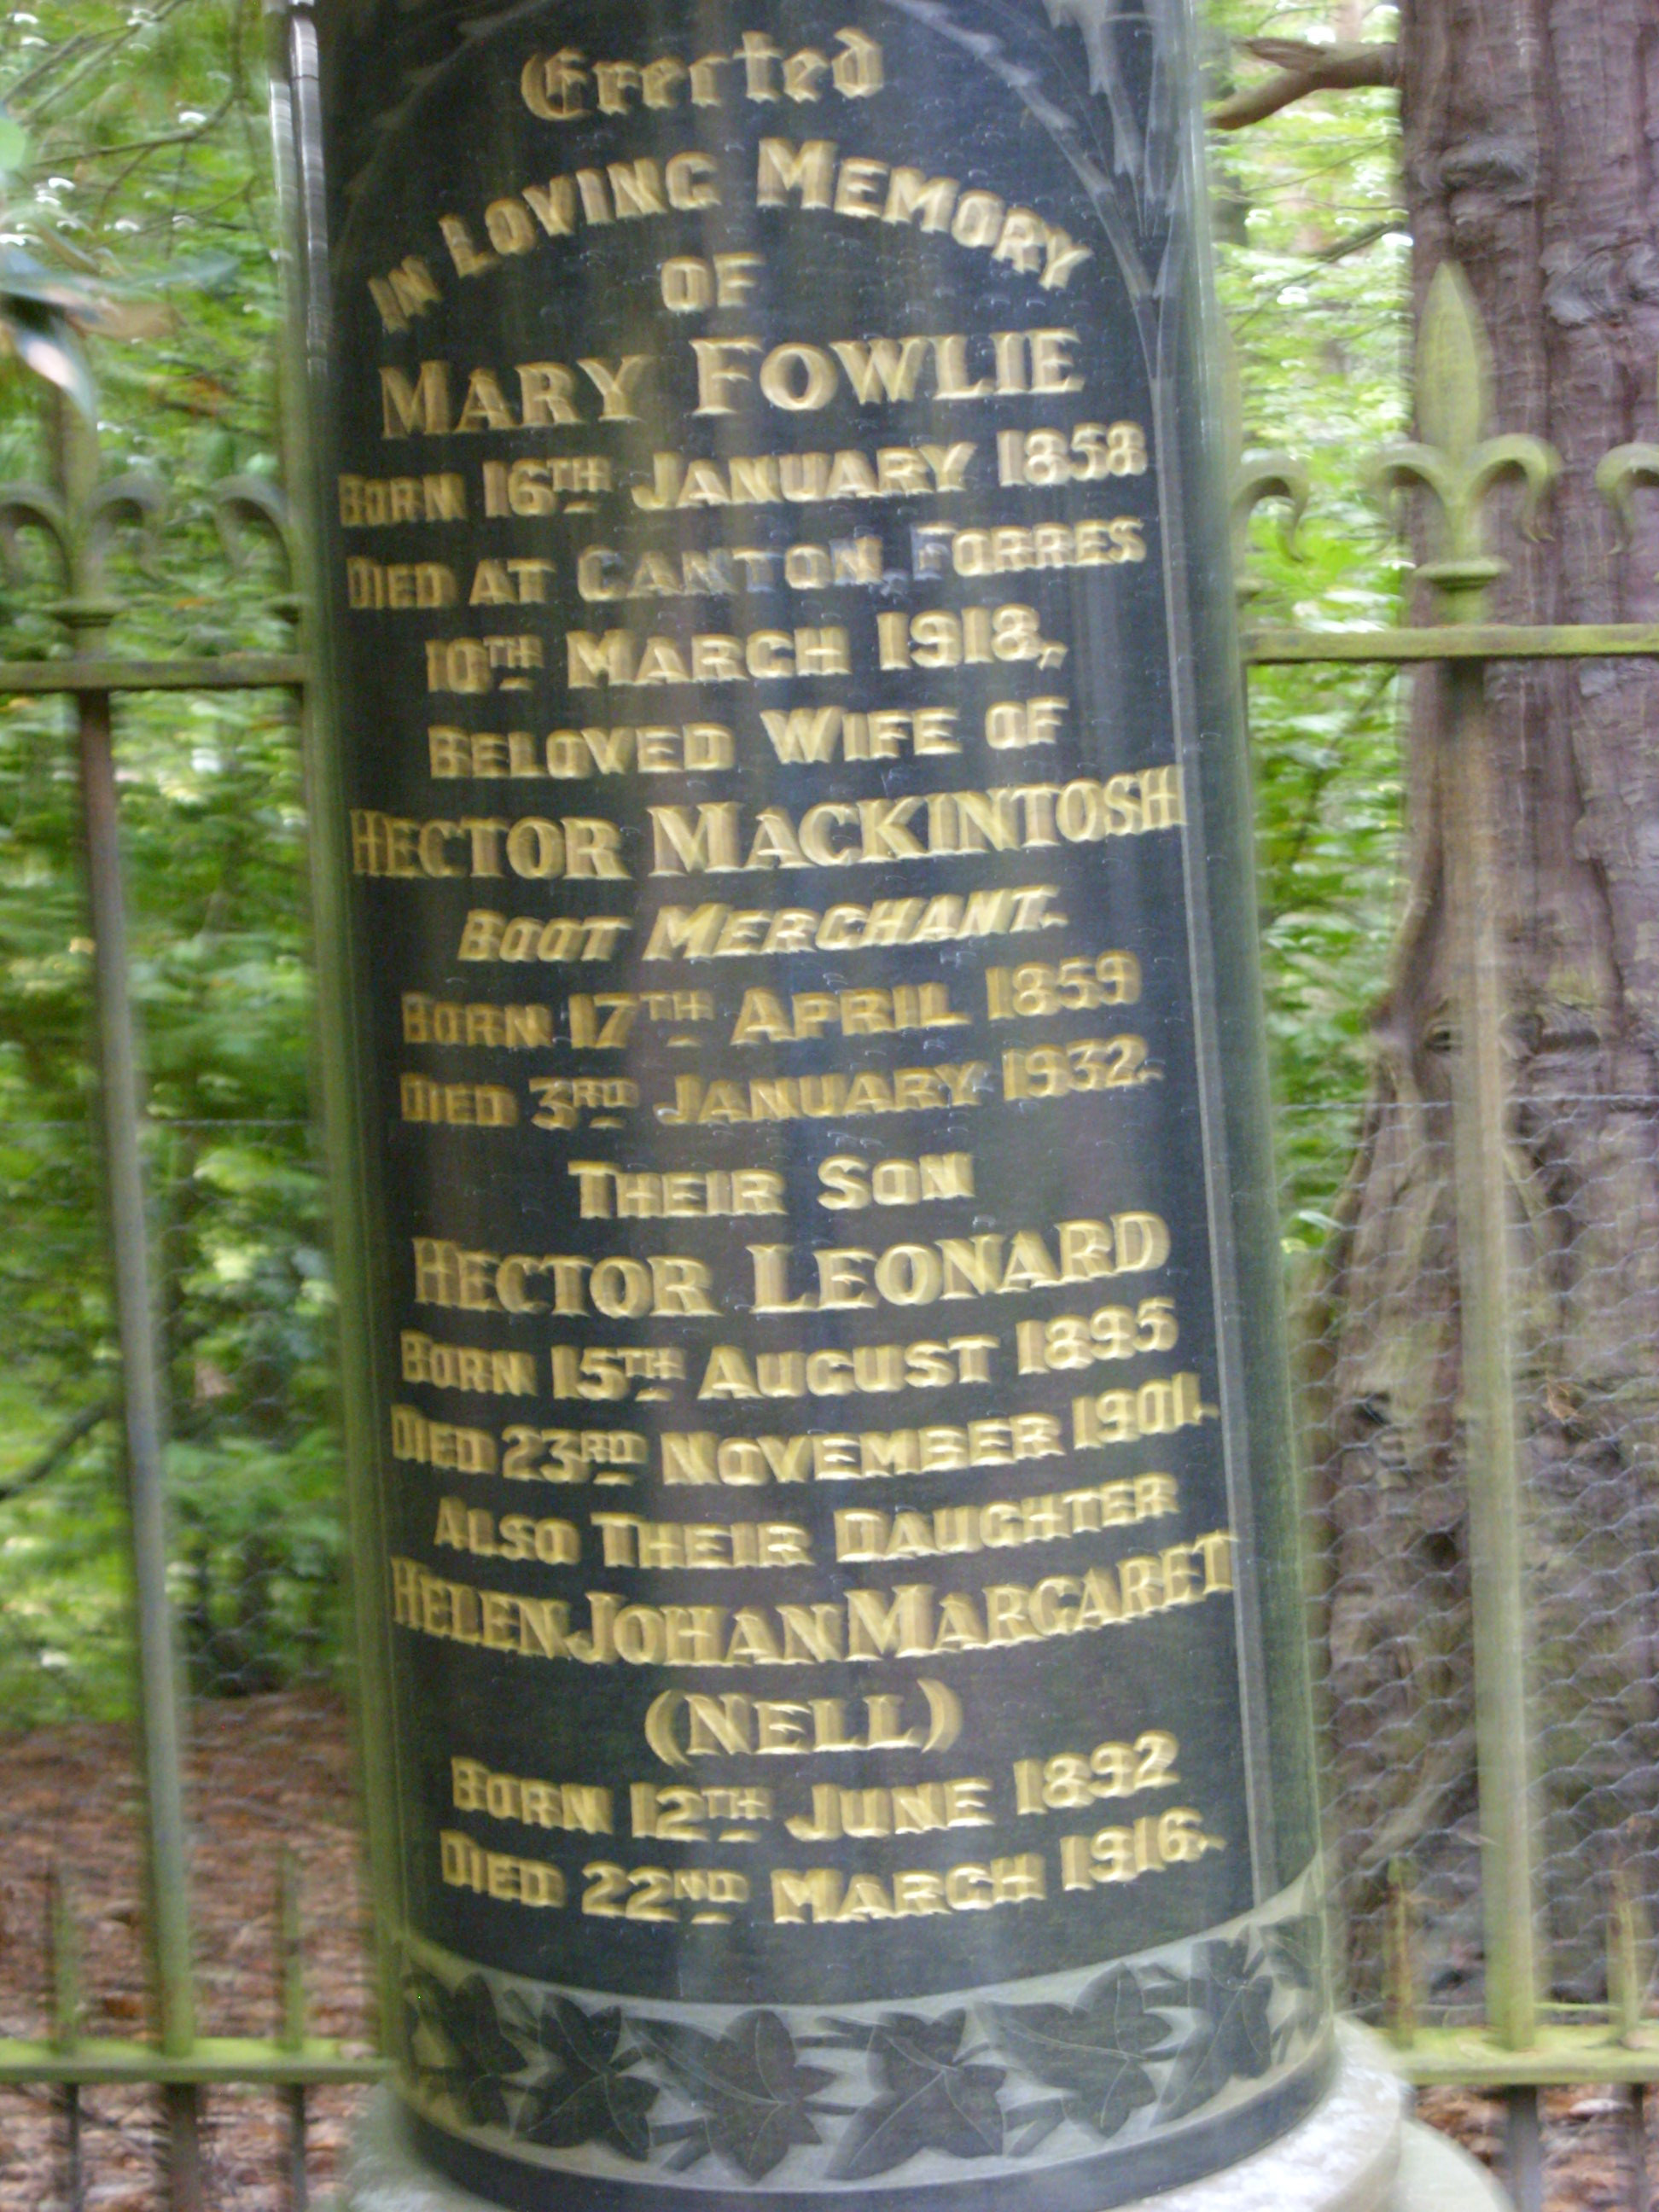 Erected
IN LOVING MEMORY
OF
MARY FOWLIE
BORN 16TH JANUARY 1858
DIED AT CANTON, FORRES
10TH MARCH 1918,
BELOVED WIFE OF
HECTOR MACKINTOSH
BOOT MERCHANT.
BORN 17TH APRIL 1859
DIED 3RD JANUARY 1932.
THEIR SON
HECTOR LEONARD
BORN 15TH AUGUST 1895
DIED 23RD NOVEMBER 1901.
ALSO THEIR DAUGHTER
HELEN JOHAN MARGARET
(NELL)
BORN 12TH JUNE 1892
DIED 22ND MARCH 1916.